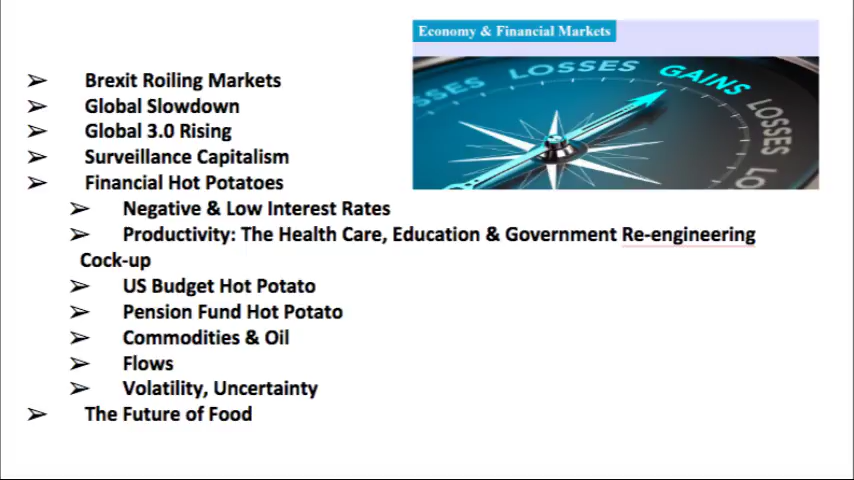 Economy & Financial Markets
SSES LOSSES GAINS LOSSES LO
➢ Brexit Roiling Markets
➢ Global Slowdown
➢ Global 3.0 Rising
➢ Surveillance Capitalism
➢ Financial Hot Potatoes
➢ Negative & Low Interest Rates
➢ Productivity: The Health Care, Education & Government Re-engineering
Cock-up
➢ US Budget Hot Potato
➢ Pension Fund Hot Potato
➢ Commodities & Oil
➢ Flows
➢ Volatility, Uncertainty
➢ The Future of Food